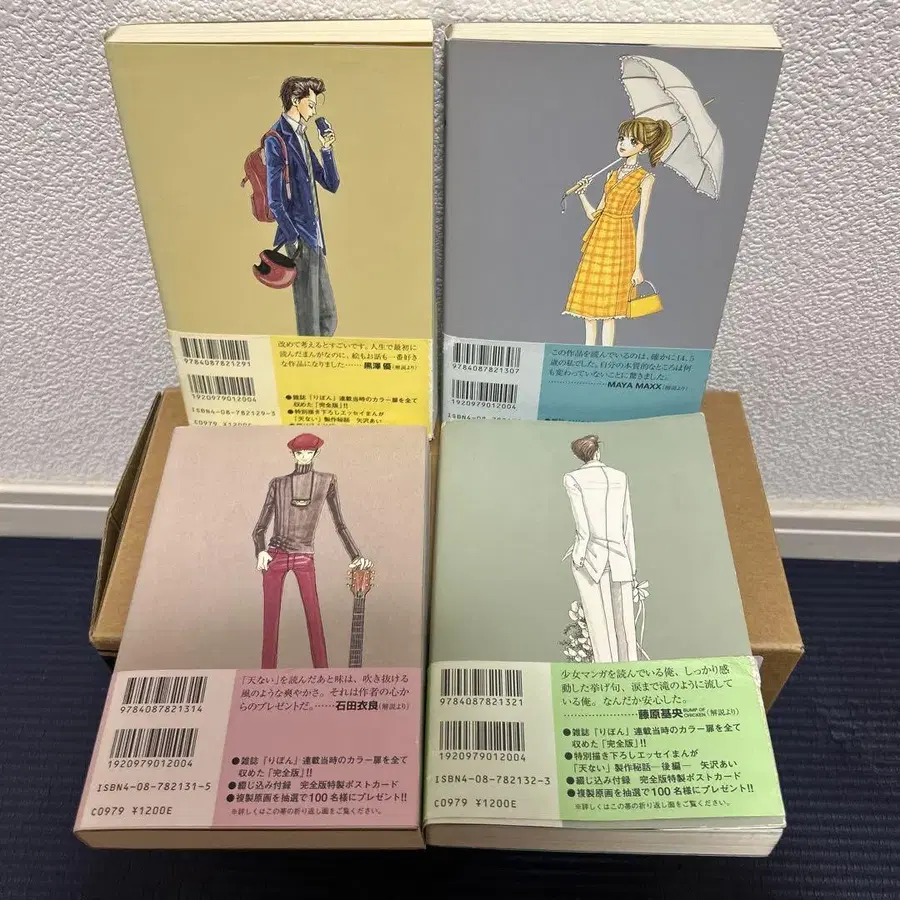 9784087821291
1920979012004
ISBN4-08-782129-3
C0979 ¥1200E
改めて考えるとすごいです。人生で最初に
読んだまんがなのに、絵もお話も一番好き
な作品になりました……黒澤 優(解説より)
●雑誌「りぼん」連載当時のカラー扉を全て
収めた「完全版」!!
●特別描き下ろしエッセイまんが
「天ない」製作秘話 矢沢あい
9784087821307
1920979012004
この作品を読んでいるのは、確かに14、5
歳の私でした。自分の本質的なところは何
も変わっていないことに驚きました。
MAYA MAXX(解説より)
9784087821314
1920979012004
ISBN4-08-782131-5
C0979 ¥1200E
「天ない」を読んだあと味は、吹き抜ける
風のような爽やかさ。それは作者の心か
らのプレゼントだ。……石田衣良(解説より)
●雑誌「りぼん」連載当時のカラー扉を全て
収めた「完全版」!!
●綴じ込み付録 完全版特製ポストカード
●複製原画を抽選で100名様にプレゼント!!
※詳しくはこの帯の折り返し面をご覧ください。
9784087821321
1920979012004
ISBN4-08-782132-3
C0979 ¥1200E
少女マンガを読んでいる俺、しっかり感
動した挙げ句、涙まで滝のように流して
いる俺。なんだか安心した。
藤原基央 BUMP OF CHICKEN(解説より)
●雑誌「りぼん」連載当時のカラー扉を全て
収めた「完全版」!!
●特別描き下ろしエッセイまんが
「天ない」製作秘話―後編― 矢沢あい
●綴じ込み付録 完全版特製ポストカード
●複製原画を抽選で100名様にプレゼント!!
※詳しくはこの帯の折り返し面をご覧ください。